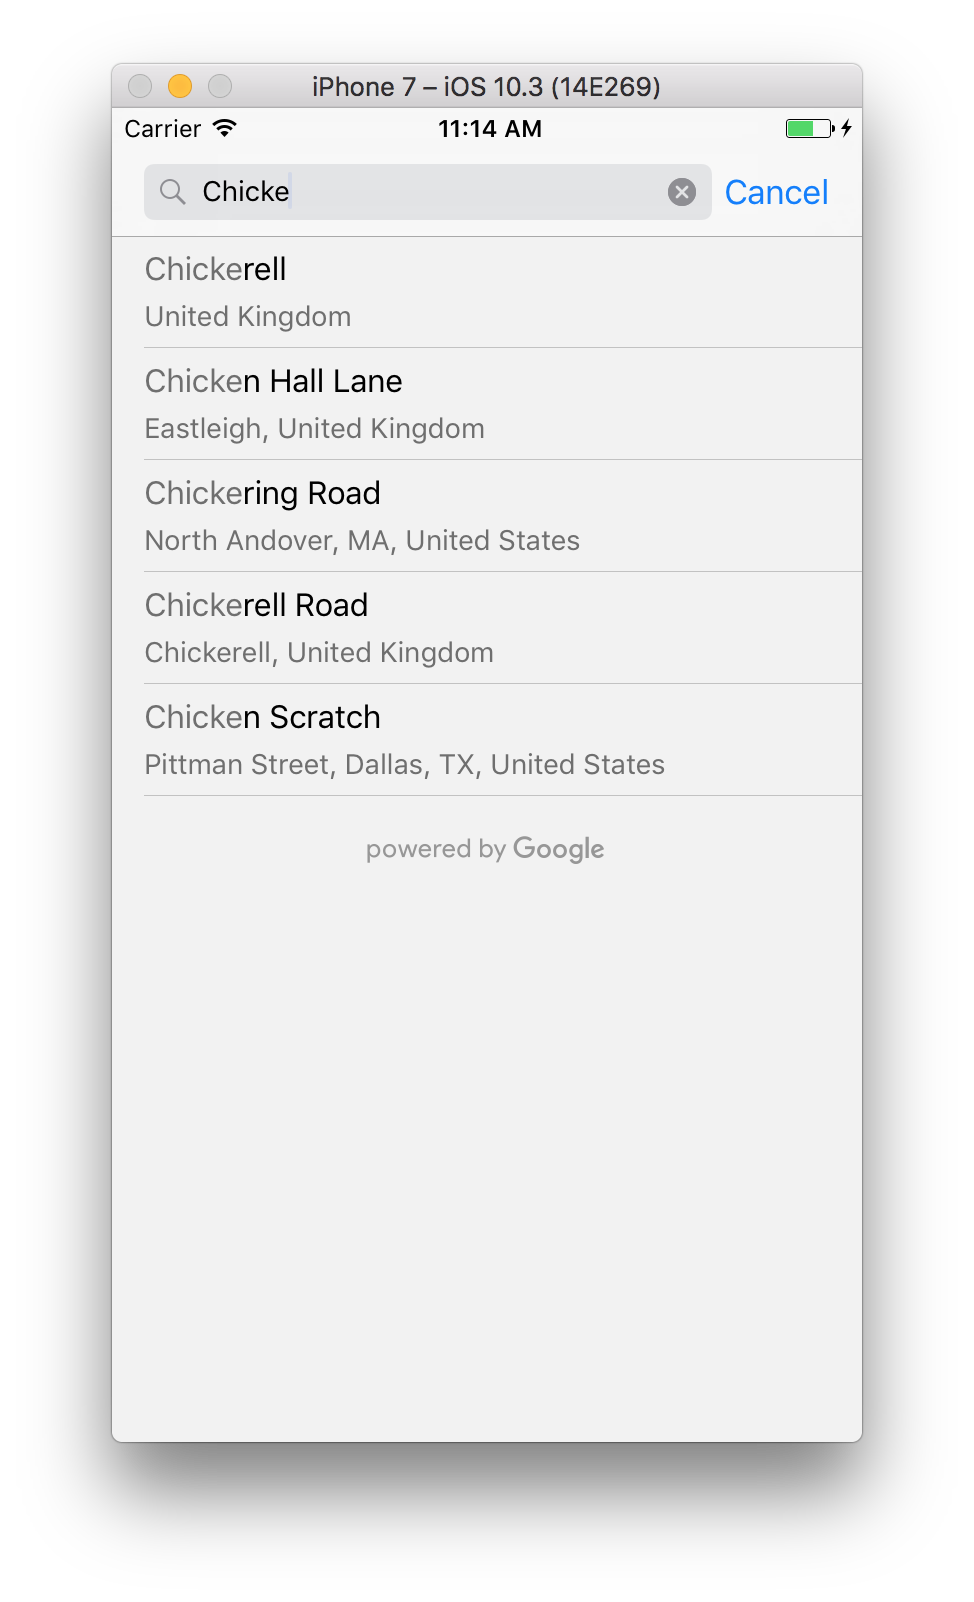 iPhone 7 – iOS 10.3 (14E269)
Carrier 11:14 AM
Chicke Cancel
Chickerell
United Kingdom
Chicken Hall Lane
Eastleigh, United Kingdom
Chickering Road
North Andover, MA, United States
Chickerell Road
Chickerell, United Kingdom
Chicken Scratch
Pittman Street, Dallas, TX, United States
powered by Google